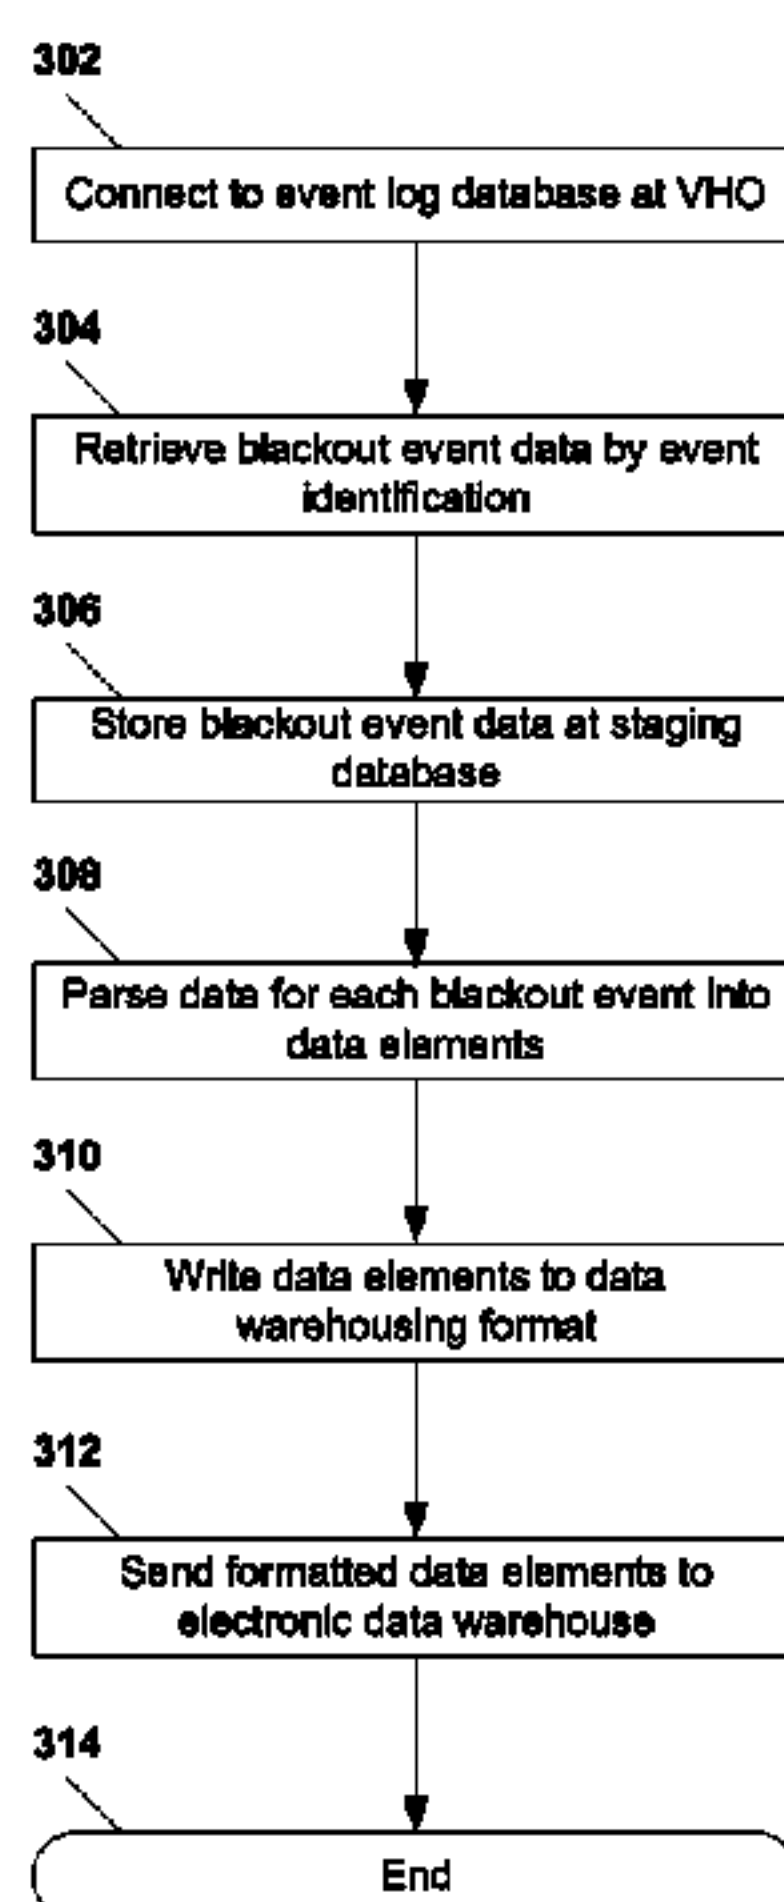 302
Connect to event log database at VHO
304
Retrieve blackout event data by event
identification
306
Store blackout event data at staging
database
308
Parse data for each blackout event into
data elements
310
Write data elements to data
warehousing format
312
Send formatted data elements to
electronic data warehouse
314
End